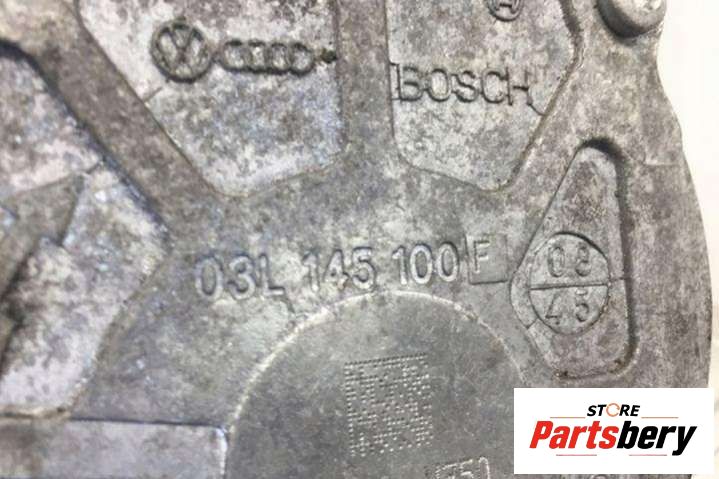 BOSCH
03L 145 100 F
08
45
STORE
Partsbery